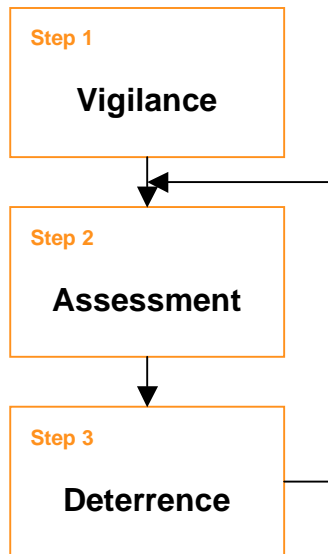 Step 1
Vigilance
Step 2
Assessment
Step 3
Deterrence